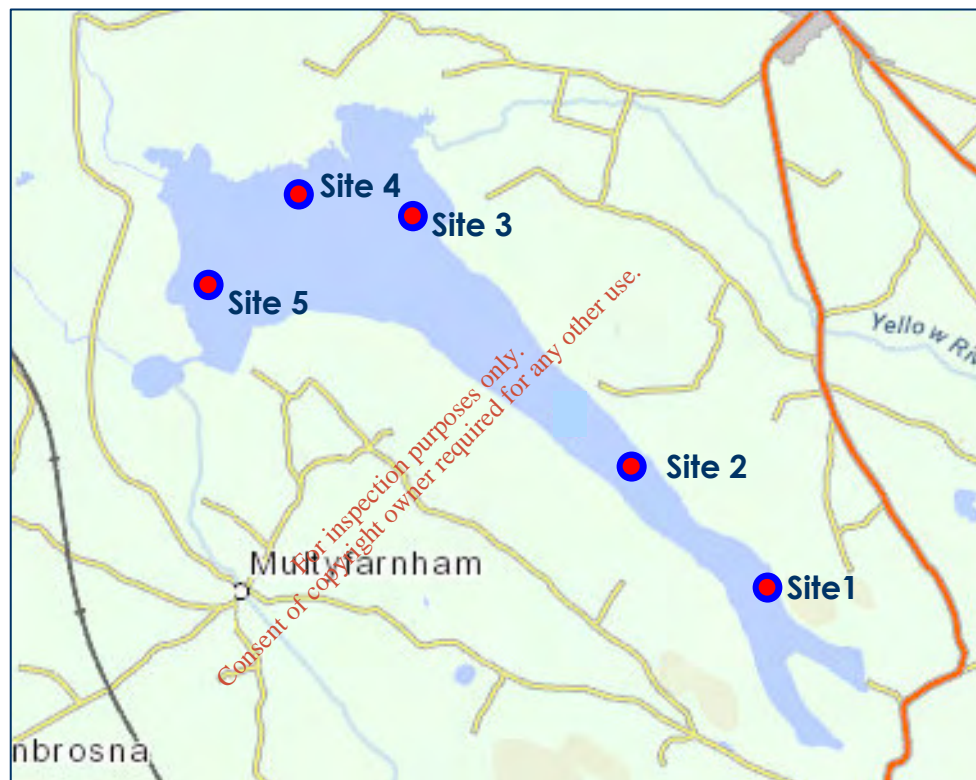 Site 4
Site 3
Site 5
Yellow Riv
For inspection purposes only.
Consent of copyright owner required for any other use.
Site 2
Multyfarnham
Site1
nbrosna